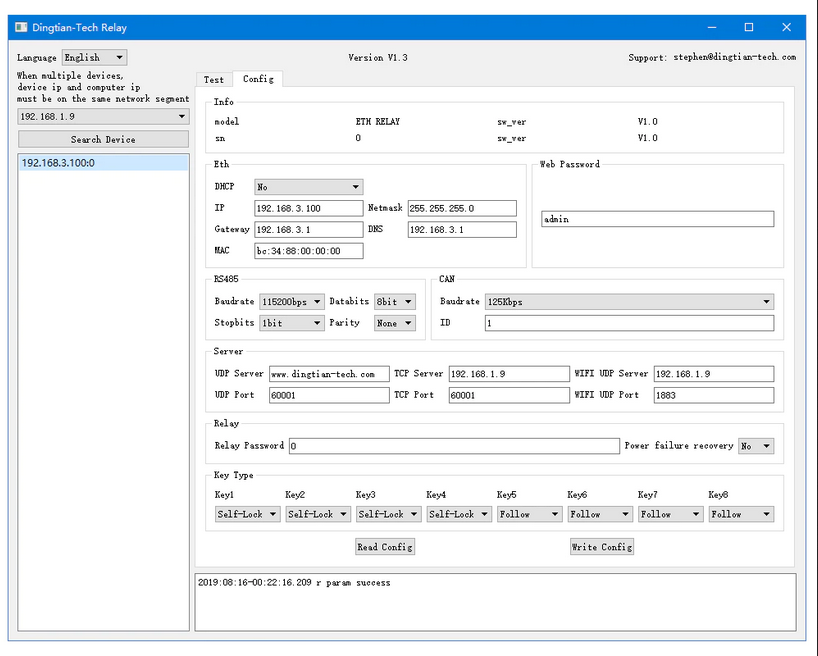 Dingtian-Tech Relay
Language English Version V1.3 Support: stephen@dingtian-tech.com
When multiple devices,
device ip and computer ip
must be on the same network segment
192.168.1.9
Search Device
192.168.3.100:0
Test Config
Info
model ETH RELAY sw_ver V1.0
sn 0 sw_ver V1.0
Eth
DHCP No
IP 192.168.3.100 Netmask 255.255.255.0
Gateway 192.168.3.1 DNS 192.168.3.1
MAC bc:34:88:00:00:00
Web Password
admin
RS485
Baudrate 115200bps Databits 8bit
Stopbits 1bit Parity None
CAN
Baudrate 125Kbps
ID 1
Server
UDP Server www.dingtian-tech.com TCP Server 192.168.1.9 WIFI UDP Server 192.168.1.9
UDP Port 60001 TCP Port 60001 WIFI UDP Port 1883
Relay
Relay Password 0 Power failure recovery No
Key Type
Key1 Key2 Key3 Key4 Key5 Key6 Key7 Key8
Self-Lock Self-Lock Self-Lock Self-Lock Follow Follow Follow Follow
Read Config Write Config
2019:08:16-00:22:16.209 r param success